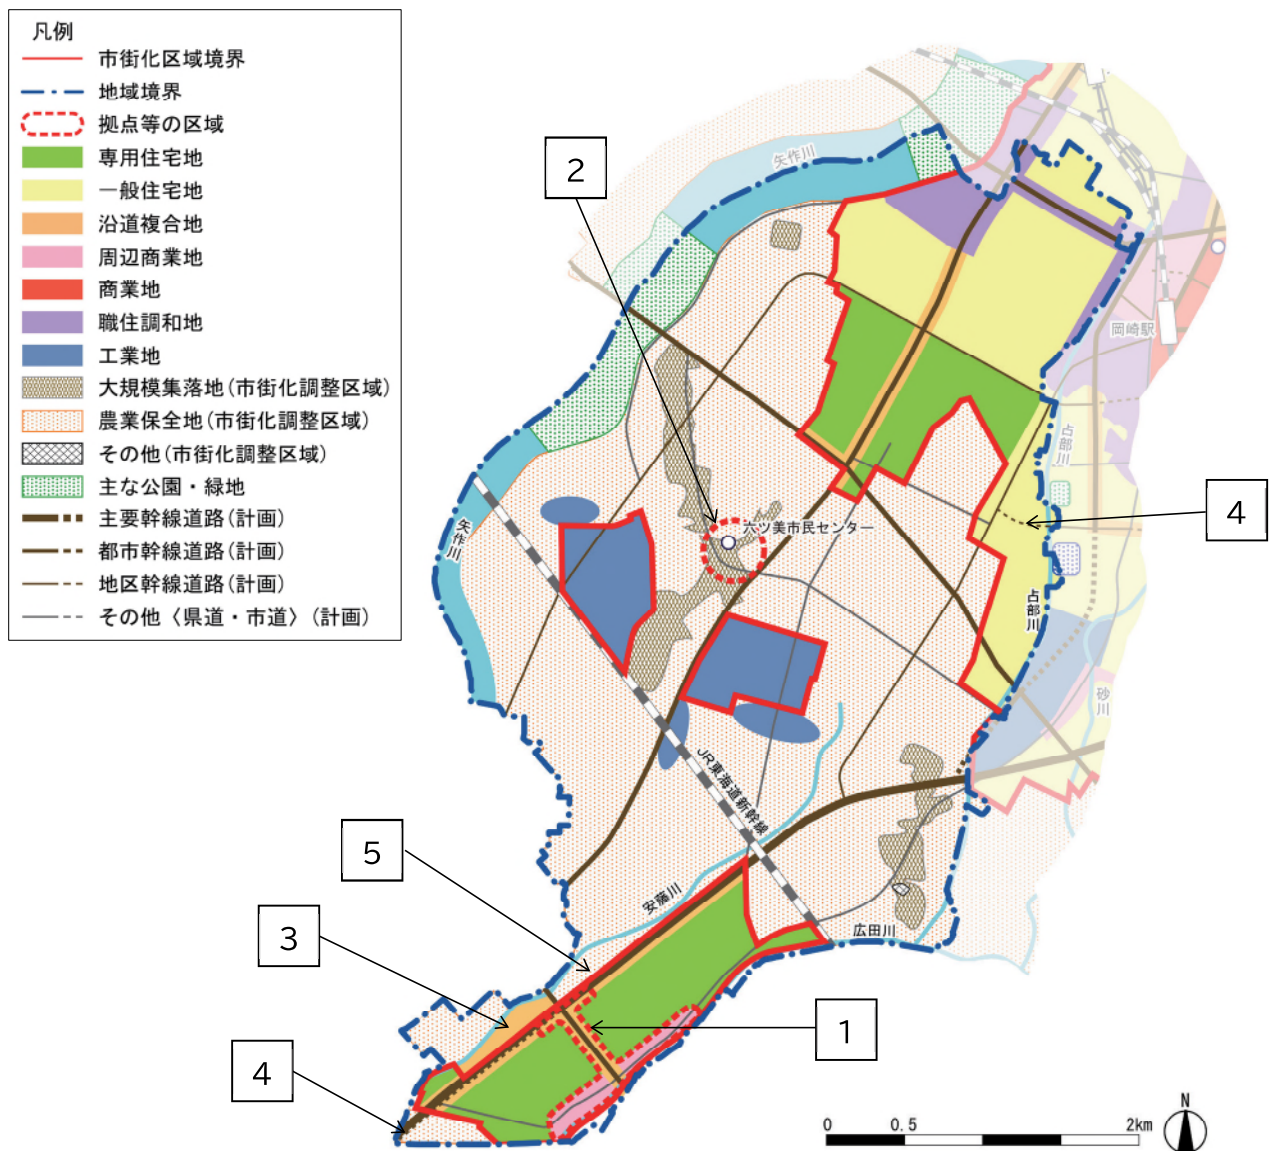 凡例
市街化区域境界
地域境界
拠点等の区域
専用住宅地
一般住宅地
沿道複合地
周辺商業地
商業地
職住調和地
工業地
大規模集落地(市街化調整区域)
農業保全地(市街化調整区域)
その他(市街化調整区域)
主な公園・緑地
主要幹線道路(計画)
都市幹線道路(計画)
地区幹線道路(計画)
その他〈県道・市道〉(計画)
2
矢作川
岡崎駅
占部川
4
六ツ美市民センター
矢作川
占部川
砂川
JR東海道新幹線
5
安藤川
3
広田川
1
4
N
0
0.5
2km